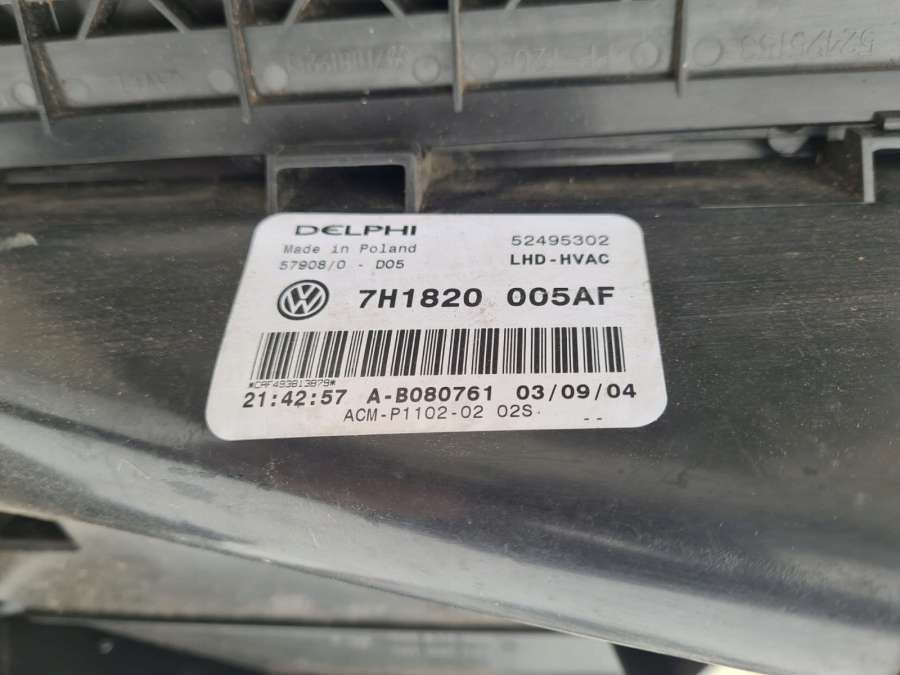 DELPHI
Made in Poland 52495302
57908/0 - D05 LHD-HVAC
7H1820 005AF
*CAF493813B79*
21:42:57 A-B080761 03/09/04
ACM-P1102-02 02S